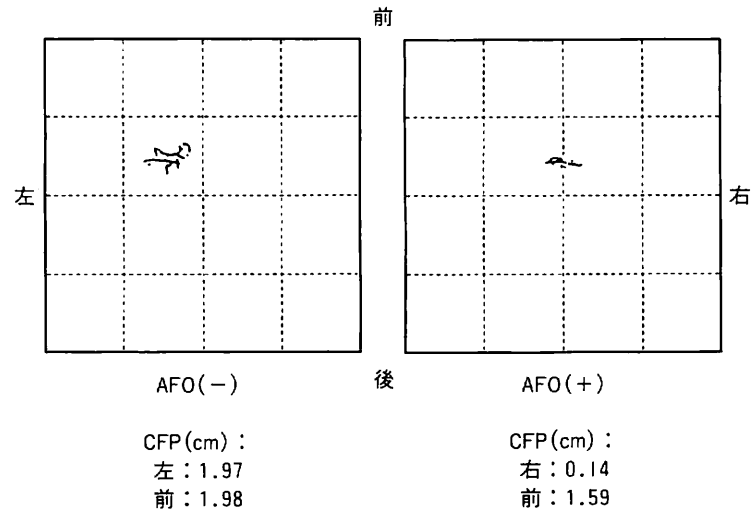 前
左
右
後
AFO(−)
AFO(+)
CFP(cm):
左:1.97
前:1.98
CFP(cm):
右:0.14
前:1.59